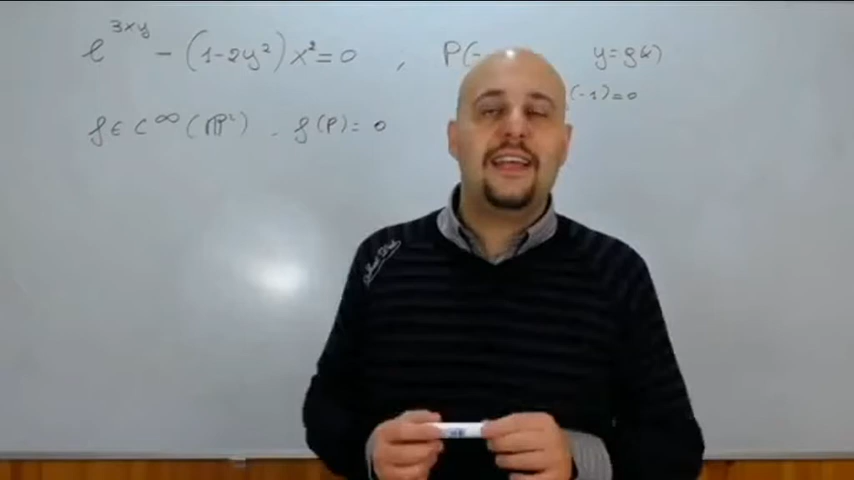 e^{3xy} - (1-2y²)x² = 0 , P(- y=g(x)
f∈ C^∞(ℝ²) . f(P)= 0 (-1)=0